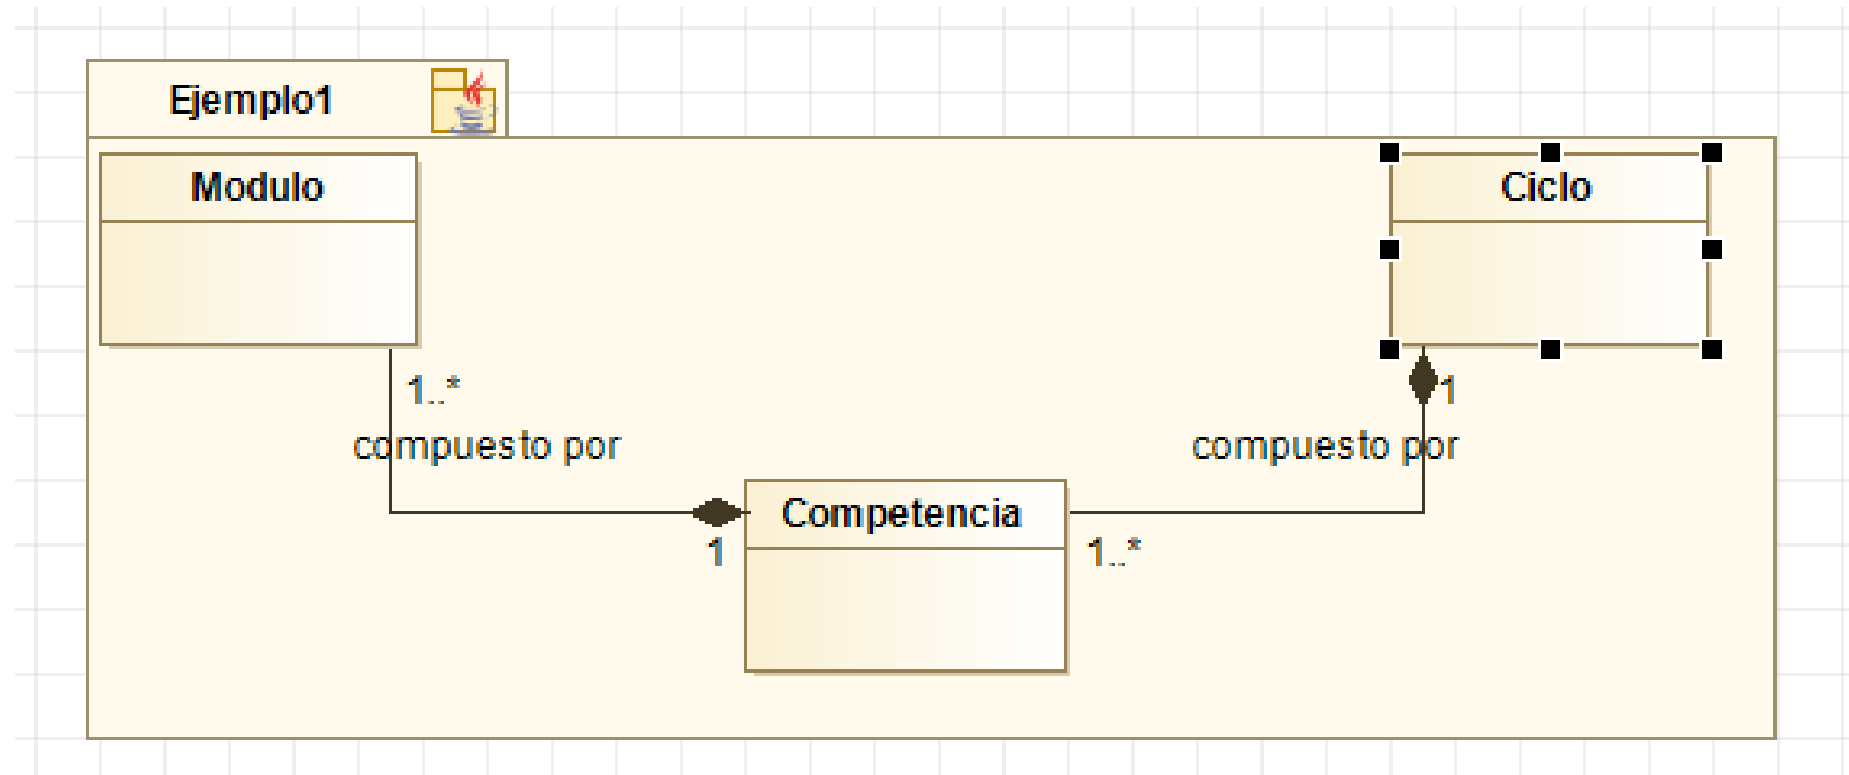 Ejemplo1
Modulo
Ciclo
1..*
1
compuesto por
compuesto por
Competencia
1
1..*